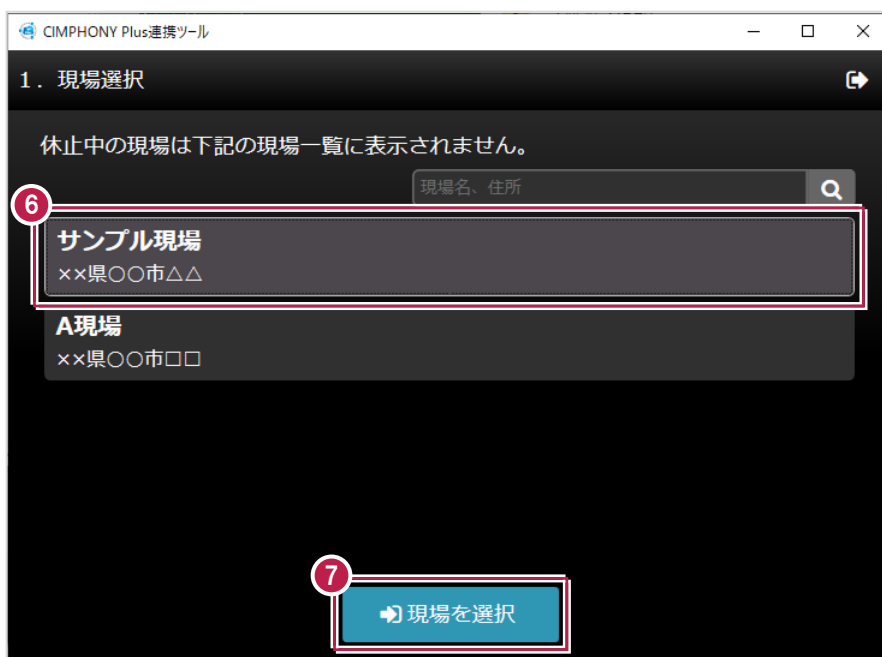 CIMPHONY Plus連携ツール
1．現場選択
休止中の現場は下記の現場一覧に表示されません。
現場名、住所
6
サンプル現場
××県○○市△△
A現場
××県○○市□□
7
現場を選択